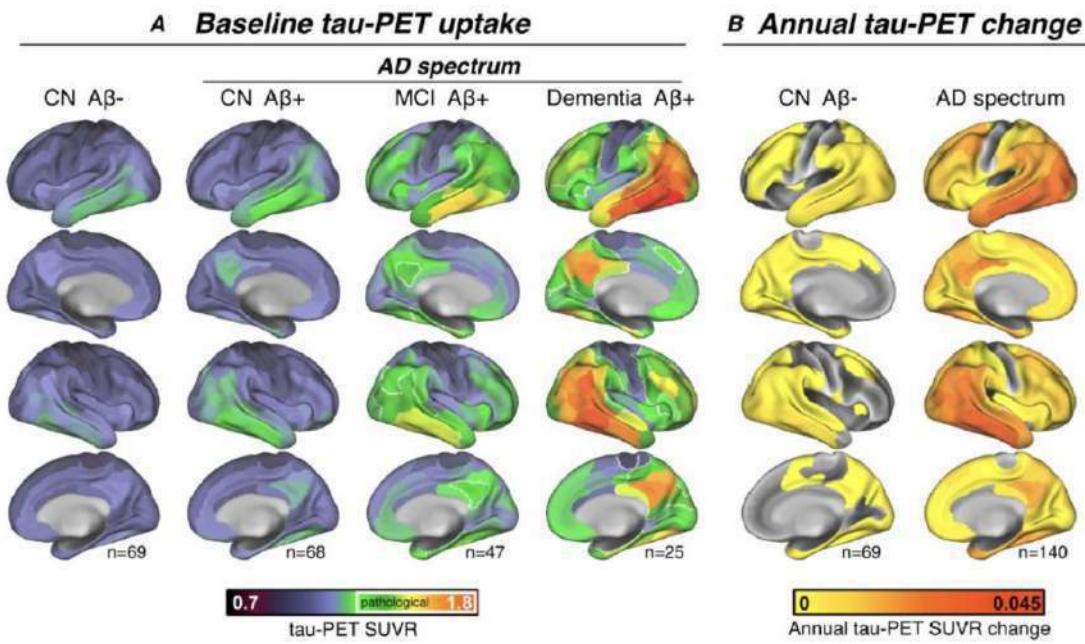 A Baseline tau-PET uptake
B Annual tau-PET change
AD spectrum
CN Aβ-
CN Aβ+
MCI Aβ+
Dementia Aβ+
CN Aβ-
AD spectrum
n=69
n=68
n=47
n=25
n=69
n=140
0.7
pathological
1.8
tau-PET SUVR
0
0.045
Annual tau-PET SUVR change